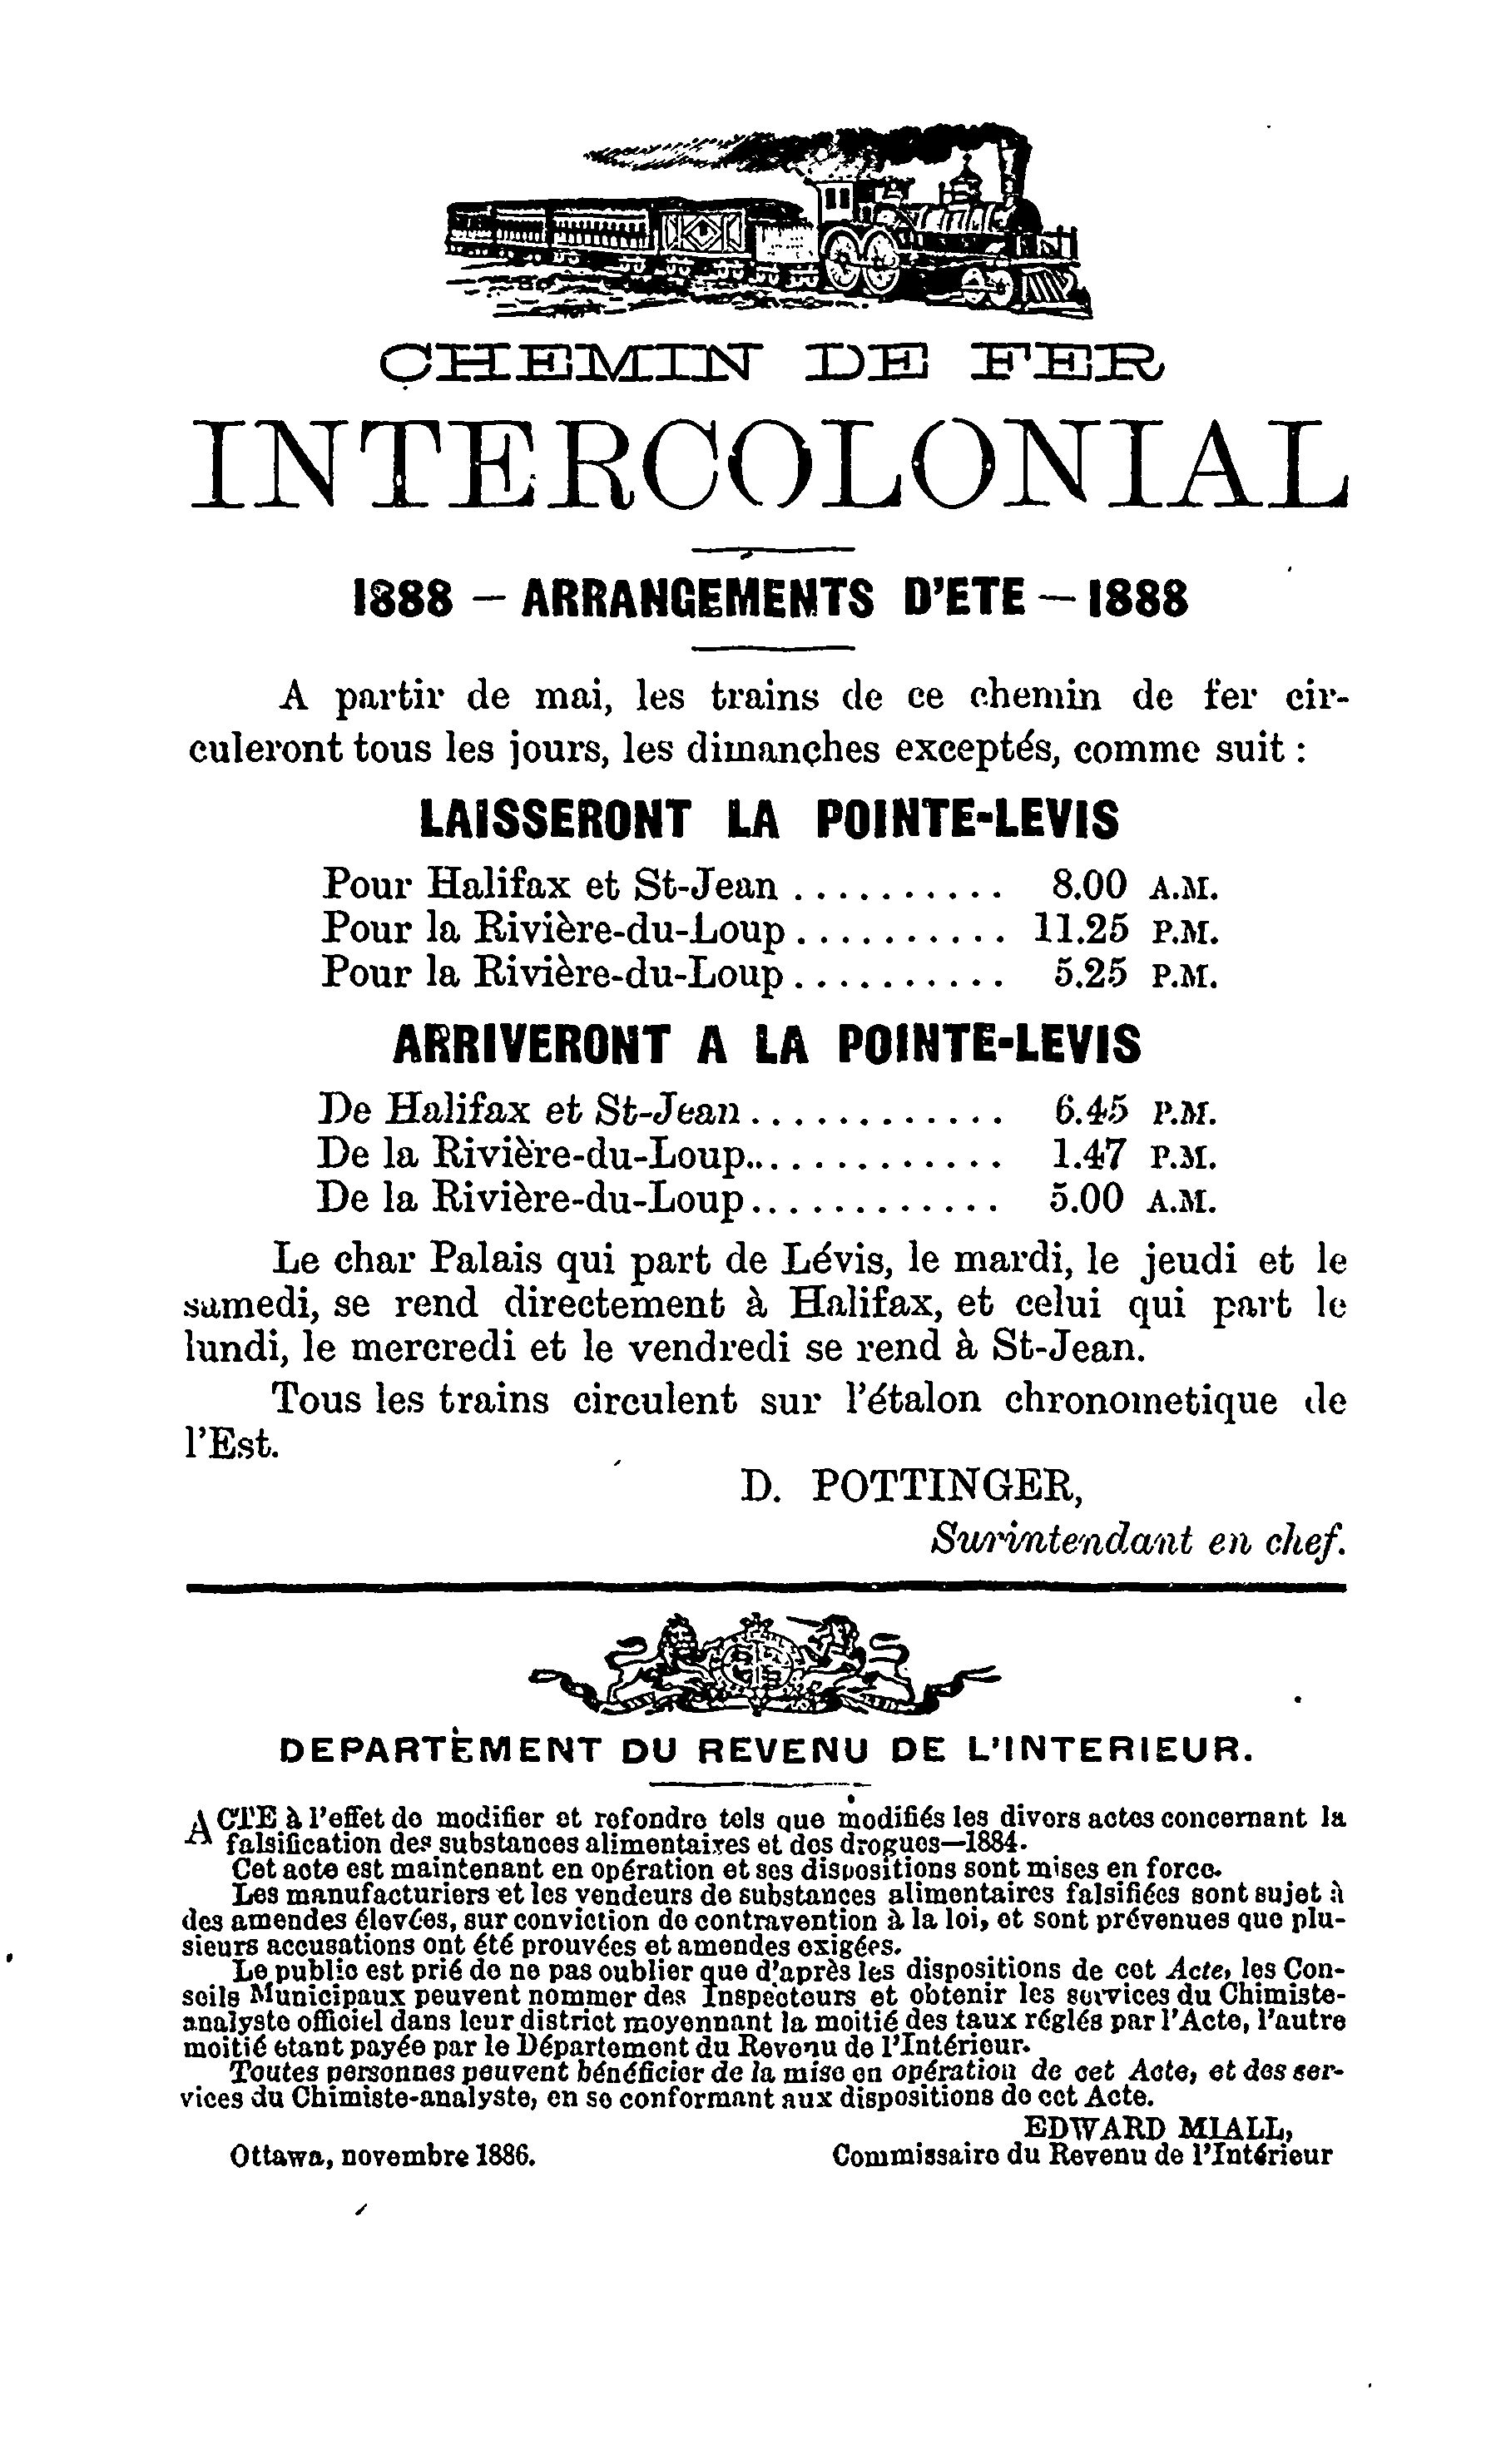 CHEMIN DE FER
INTERCOLONIAL
1888 — ARRANGEMENTS D'ETE — 1888
A partir de mai, les trains de ce chemin de fer cir-
culeront tous les jours, les dimanches exceptés, comme suit :
LAISSERONT LA POINTE-LEVIS
Pour Halifax et St-Jean .......... 8.00 A.M.
Pour la Rivière-du-Loup .......... 11.25 P.M.
Pour la Rivière-du-Loup .......... 5.25 P.M.
ARRIVERONT A LA POINTE-LEVIS
De Halifax et St-Jean ............ 6.45 P.M.
De la Rivière-du-Loup.............. 1.47 P.M.
De la Rivière-du-Loup............ 5.00 A.M.
Le char Palais qui part de Lévis, le mardi, le jeudi et le
samedi, se rend directement à Halifax, et celui qui part le
lundi, le mercredi et le vendredi se rend à St-Jean.
Tous les trains circulent sur l'étalon chronometique de
l'Est.
D. POTTINGER,
Surintendant en chef.
DEPARTEMENT DU REVENU DE L'INTERIEUR.
ACTE à l'effet de modifier et refondre tels que modifiés les divers actes concernant la
falsification des substances alimentaires et des drogues—1884.
Cet acte est maintenant en opération et ses dispositions sont mises en force.
Les manufacturiers et les vendeurs de substances alimentaires falsifiées sont sujet à
des amendes élevées, sur conviction de contravention à la loi, et sont prévenues que plu-
sieurs accusations ont été prouvées et amendes exigées.
Le public est prié de ne pas oublier que d'après les dispositions de cet Acte, les Con-
seils Municipaux peuvent nommer des Inspecteurs et obtenir les services du Chimiste-
analyste officiel dans leur district moyennant la moitié des taux réglés par l'Acte, l'autre
moitié etant payée par le Département du Revenu de l'Intérieur.
Toutes personnes peuvent bénéficier de la mise en opération de cet Acte, et des ser-
vices du Chimiste-analyste, en se conformant aux dispositions de cet Acte.
EDWARD MIALL,
Ottawa, novembre 1886. Commissaire du Revenu de l'Intérieur